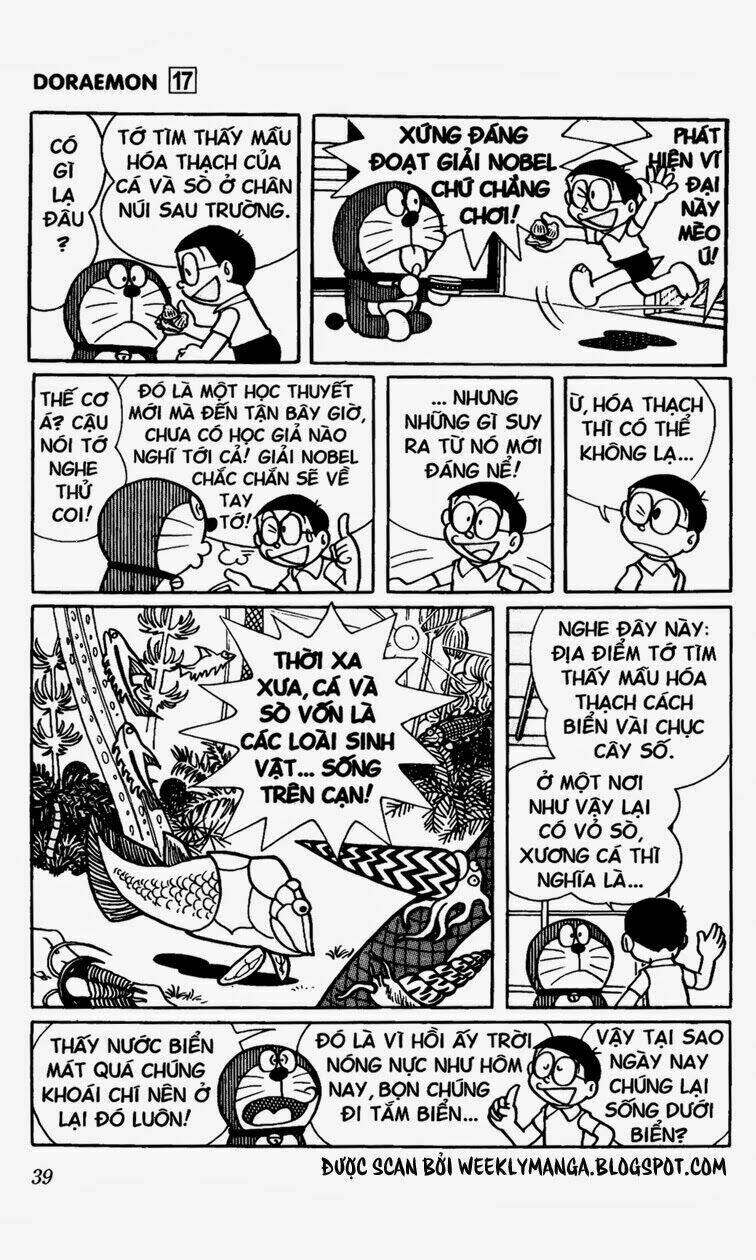 DORAEMON 17
PHÁT
HIỆN VĨ
ĐẠI
NÀY
MÈO
Ú!
XỨNG ĐÁNG
ĐOẠT GIẢI NOBEL
CHỨ CHẲNG
CHƠI!
TỚ TÌM THẤY MẨU
HÓA THẠCH CỦA
CÁ VÀ SÒ Ở CHÂN
NÚI SAU TRƯỜNG.
CÓ
GÌ
LẠ
ĐÂU
?
Ừ, HÓA THẠCH
THÌ CÓ THỂ
KHÔNG LẠ...
... NHƯNG
NHỮNG GÌ SUY
RA TỪ NÓ MỚI
ĐÁNG NỂ!
ĐÓ LÀ MỘT HỌC THUYẾT
MỚI MÀ ĐẾN TẬN BÂY GIỜ,
CHƯA CÓ HỌC GIẢ NÀO
NGHĨ TỚI CẢ! GIẢI NOBEL
CHẮC CHẮN SẼ VỀ
TAY
TỚ!
THẾ CƠ
Á? CẬU
NÓI TỚ
NGHE
THỬ
COI!
NGHE ĐÂY NÀY:
ĐỊA ĐIỂM TỚ TÌM
THẤY MẨU HÓA
THẠCH CÁCH
BIỂN VÀI CHỤC
CÂY SỐ.
Ở MỘT NƠI
NHƯ VẬY LẠI
CÓ VỎ SÒ,
XƯƠNG CÁ THÌ
NGHĨA LÀ...
THỜI XA
XƯA, CÁ VÀ
SÒ VỐN LÀ
CÁC LOÀI SINH
VẬT... SỐNG
TRÊN CẠN!
VẬY TẠI SAO
NGÀY NAY
CHÚNG LẠI
SỐNG DƯỚI
BIỂN?
ĐÓ LÀ VÌ HỒI ẤY TRỜI
NÓNG NỰC NHƯ HÔM
NAY, BỌN CHÚNG
ĐI TẮM BIỂN...
THẤY NƯỚC BIỂN
MÁT QUÁ CHÚNG
KHOÁI CHÍ NÊN Ở
LẠI ĐÓ LUÔN!
39
ĐƯỢC SCAN BỞI WEEKLYMANGA.BLOGSPOT.COM